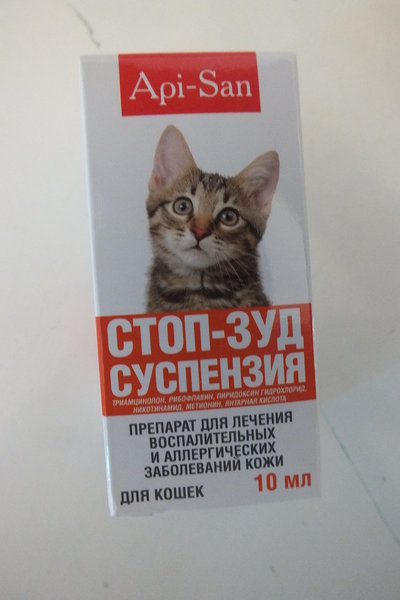 Api-San
СТОП-ЗУД
СУСПЕНЗИЯ
ТРИАМЦИНОЛОН, РИБОФЛАВИН, ПИРИДОКСИН ГИДРОХЛОРИД,
НИКОТИНАМИД, МЕТИОНИН, ЯНТАРНАЯ КИСЛОТА
ПРЕПАРАТ ДЛЯ ЛЕЧЕНИЯ
ВОСПАЛИТЕЛЬНЫХ
И АЛЛЕРГИЧЕСКИХ
ЗАБОЛЕВАНИЙ КОЖИ
ДЛЯ КОШЕК 10 МЛ